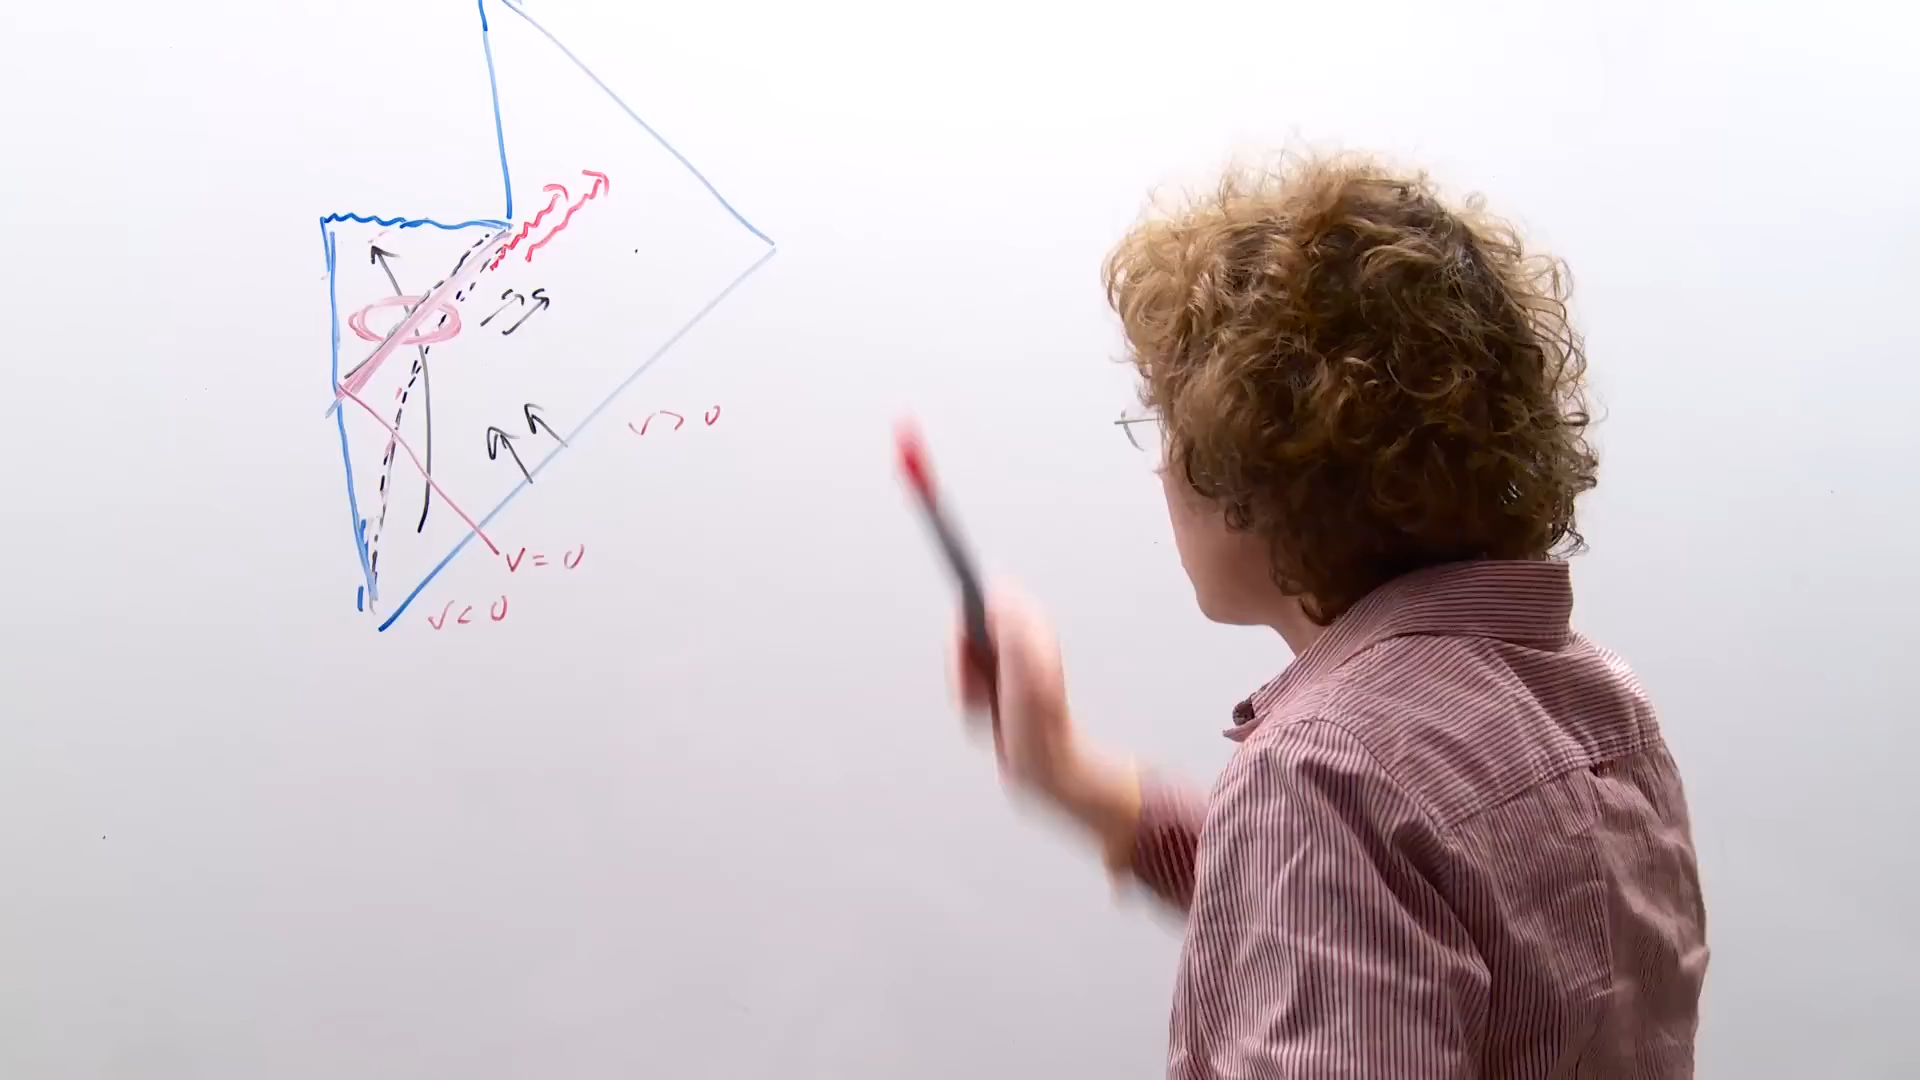 v > 0
v = 0
v < 0